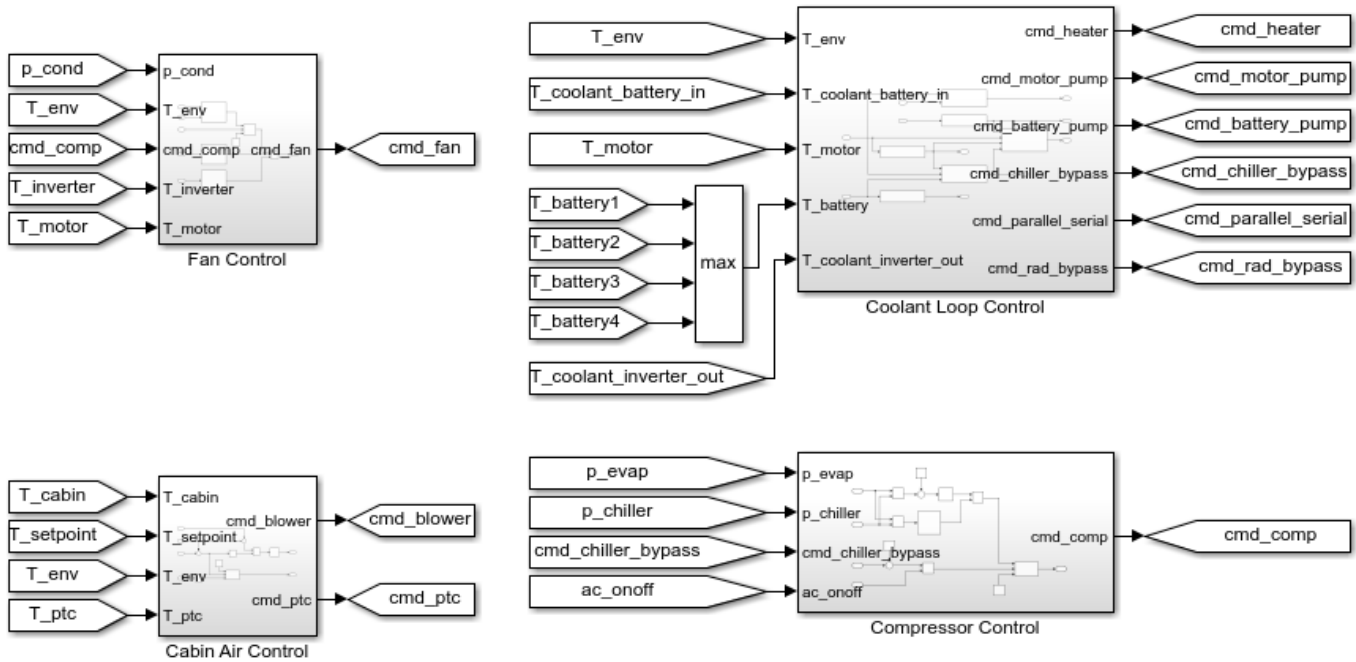 p_cond
T_env
cmd_comp
T_inverter
T_motor
p_cond
T_env
cmd_comp
T_inverter
T_motor
cmd_fan
cmd_fan
Fan Control
T_env
T_coolant_battery_in
T_motor
T_battery1
T_battery2
T_battery3
T_battery4
max
T_coolant_inverter_out
T_env
T_coolant_battery_in
T_motor
T_battery
T_coolant_inverter_out
cmd_heater
cmd_motor_pump
cmd_battery_pump
cmd_chiller_bypass
cmd_parallel_serial
cmd_rad_bypass
cmd_heater
cmd_motor_pump
cmd_battery_pump
cmd_chiller_bypass
cmd_parallel_serial
cmd_rad_bypass
Coolant Loop Control
T_cabin
T_setpoint
T_env
T_ptc
T_cabin
T_setpoint
T_env
T_ptc
cmd_blower
cmd_ptc
cmd_blower
cmd_ptc
Cabin Air Control
p_evap
p_chiller
cmd_chiller_bypass
ac_onoff
p_evap
p_chiller
cmd_chiller_bypass
ac_onoff
cmd_comp
cmd_comp
Compressor Control